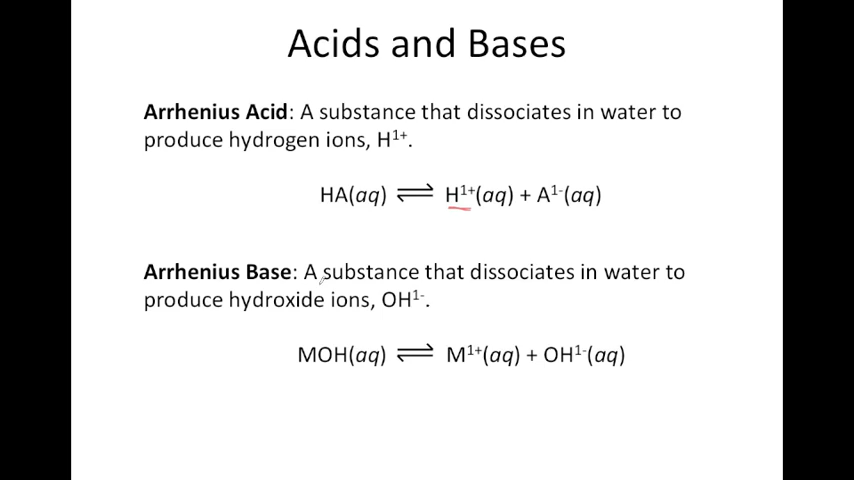 Acids and Bases
Arrhenius Acid: A substance that dissociates in water to
produce hydrogen ions, H¹⁺.
HA(aq) ⇌ H¹⁺(aq) + A¹⁻(aq)
Arrhenius Base: A substance that dissociates in water to
produce hydroxide ions, OH¹⁻.
MOH(aq) ⇌ M¹⁺(aq) + OH¹⁻(aq)